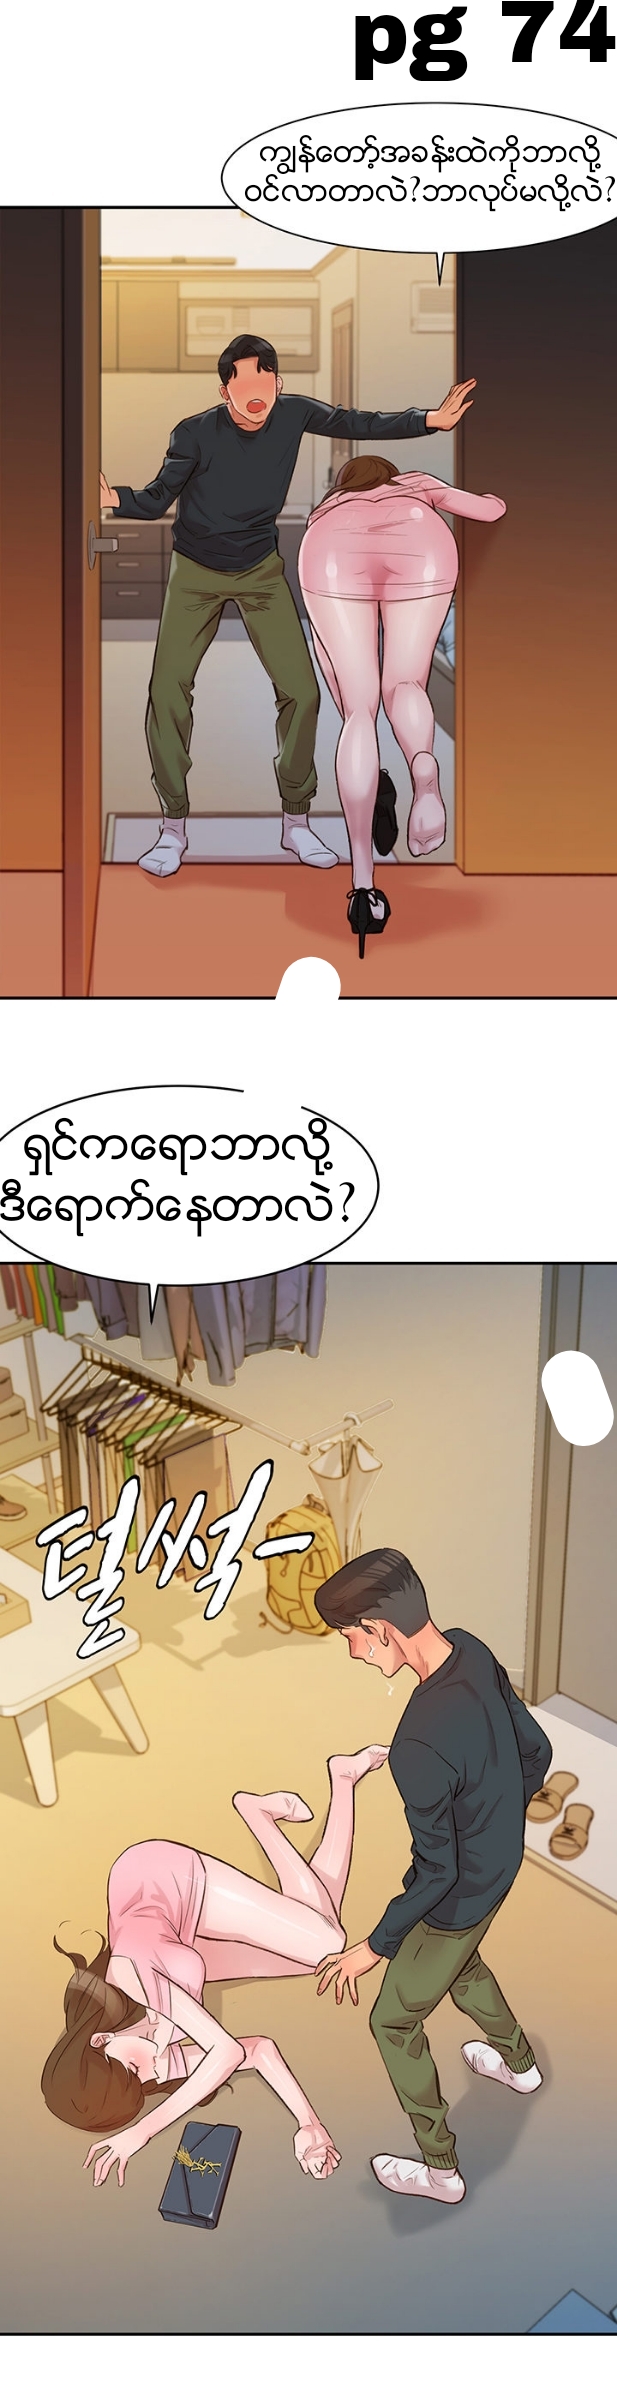 pg 74
ကျွန်တော့်အခန်းထဲကိုဘာလို့
ဝင်လာတာလဲ?ဘာလုပ်မလို့လဲ?
ရှင်ကရောဘာလို့
ဒီရောက်နေတာလဲ?
털썩-